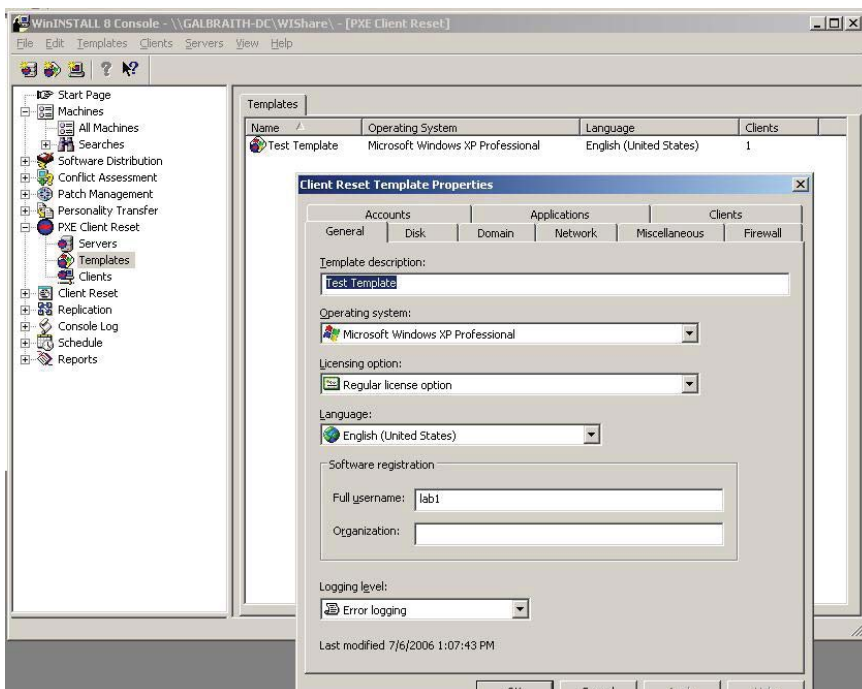 WinINSTALL 8 Console - \\GALBRAITH-DC\WIShare\ - [PXE Client Reset]
File Edit Templates Clients Servers View Help
Start Page
Machines
All Machines
Searches
Software Distribution
Conflict Assessment
Patch Management
Personality Transfer
PXE Client Reset
Servers
Templates
Clients
Client Reset
Replication
Console Log
Schedule
Reports
Templates
Name Operating System Language Clients
Test Template Microsoft Windows XP Professional English (United States) 1
Client Reset Template Properties
Accounts Applications Clients
General Disk Domain Network Miscellaneous Firewall
Template description:
Test Template
Operating system:
Microsoft Windows XP Professional
Licensing option:
Regular license option
Language:
English (United States)
Software registration
Full username: lab1
Organization:
Logging level:
Error logging
Last modified 7/6/2006 1:07:43 PM